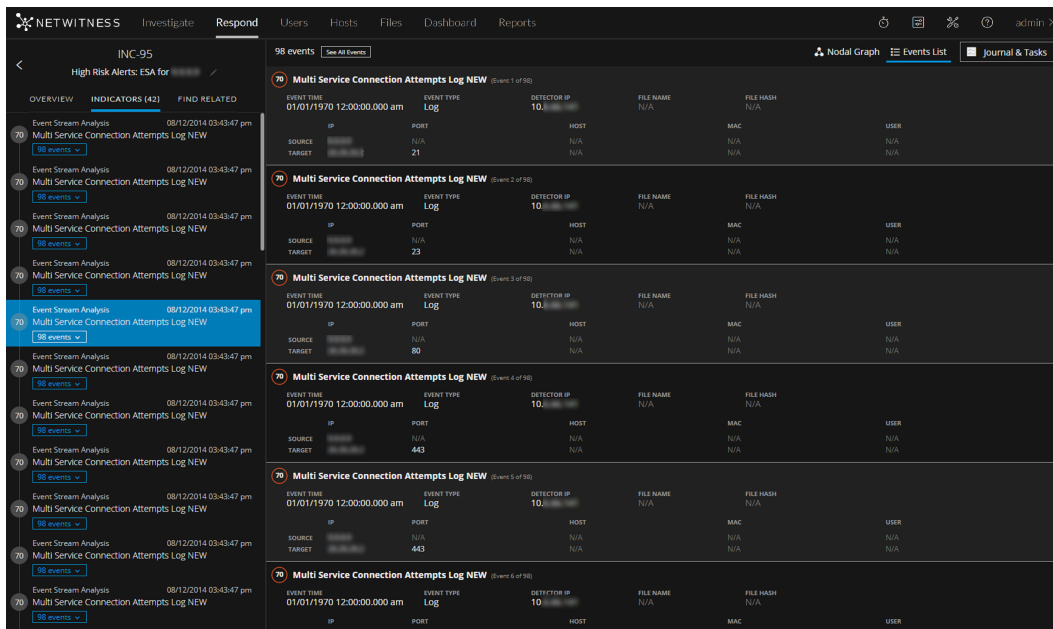 NETWITNESS Investigate Respond Users Hosts Files Dashboard Reports admin
INC-95
High Risk Alerts: ESA for
OVERVIEW INDICATORS (42) FIND RELATED
Event Stream Analysis 08/12/2014 03:43:47 pm
70 Multi Service Connection Attempts Log NEW
98 events
Event Stream Analysis 08/12/2014 03:43:47 pm
70 Multi Service Connection Attempts Log NEW
98 events
Event Stream Analysis 08/12/2014 03:43:47 pm
70 Multi Service Connection Attempts Log NEW
98 events
Event Stream Analysis 08/12/2014 03:43:47 pm
70 Multi Service Connection Attempts Log NEW
98 events
Event Stream Analysis 08/12/2014 03:43:47 pm
70 Multi Service Connection Attempts Log NEW
98 events
Event Stream Analysis 08/12/2014 03:43:47 pm
70 Multi Service Connection Attempts Log NEW
98 events
Event Stream Analysis 08/12/2014 03:43:47 pm
70 Multi Service Connection Attempts Log NEW
98 events
Event Stream Analysis 08/12/2014 03:43:47 pm
70 Multi Service Connection Attempts Log NEW
98 events
Event Stream Analysis 08/12/2014 03:43:47 pm
70 Multi Service Connection Attempts Log NEW
98 events
Event Stream Analysis 08/12/2014 03:43:47 pm
70 Multi Service Connection Attempts Log NEW
98 events
Event Stream Analysis 08/12/2014 03:43:47 pm
70 Multi Service Connection Attempts Log NEW
98 events
98 events See All Events Nodal Graph Events List Journal & Tasks
70 Multi Service Connection Attempts Log NEW (Event 1 of 98)
EVENT TIME EVENT TYPE DETECTOR IP FILE NAME FILE HASH
01/01/1970 12:00:00.000 am Log 10. N/A N/A
IP PORT HOST MAC USER
SOURCE N/A N/A N/A N/A
TARGET 21 N/A N/A N/A
70 Multi Service Connection Attempts Log NEW (Event 2 of 98)
EVENT TIME EVENT TYPE DETECTOR IP FILE NAME FILE HASH
01/01/1970 12:00:00.000 am Log 10. N/A N/A
IP PORT HOST MAC USER
SOURCE N/A N/A N/A N/A
TARGET 23 N/A N/A N/A
70 Multi Service Connection Attempts Log NEW (Event 3 of 98)
EVENT TIME EVENT TYPE DETECTOR IP FILE NAME FILE HASH
01/01/1970 12:00:00.000 am Log 10. N/A N/A
IP PORT HOST MAC USER
SOURCE N/A N/A N/A N/A
TARGET 80 N/A N/A N/A
70 Multi Service Connection Attempts Log NEW (Event 4 of 98)
EVENT TIME EVENT TYPE DETECTOR IP FILE NAME FILE HASH
01/01/1970 12:00:00.000 am Log 10. N/A N/A
IP PORT HOST MAC USER
SOURCE N/A N/A N/A N/A
TARGET 443 N/A N/A N/A
70 Multi Service Connection Attempts Log NEW (Event 5 of 98)
EVENT TIME EVENT TYPE DETECTOR IP FILE NAME FILE HASH
01/01/1970 12:00:00.000 am Log 10. N/A N/A
IP PORT HOST MAC USER
SOURCE N/A N/A N/A N/A
TARGET 443 N/A N/A N/A
70 Multi Service Connection Attempts Log NEW (Event 6 of 98)
EVENT TIME EVENT TYPE DETECTOR IP FILE NAME FILE HASH
01/01/1970 12:00:00.000 am Log 10. N/A N/A
IP PORT HOST MAC USER